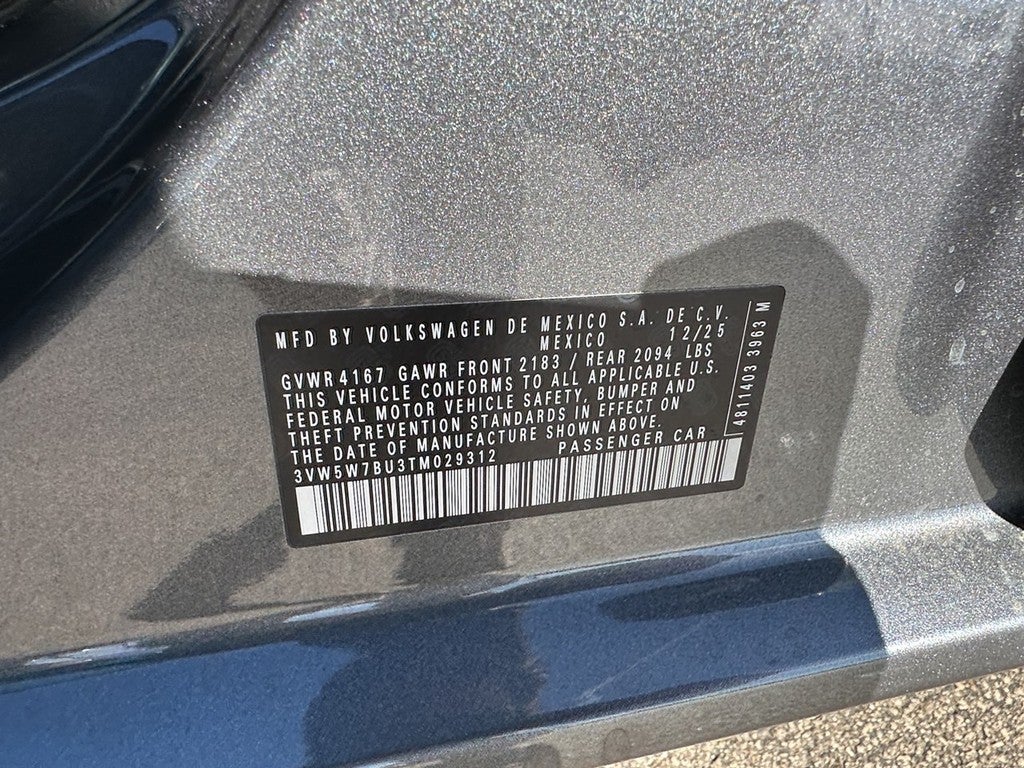 MFD BY VOLKSWAGEN DE MEXICO S.A. DE C.V.
MEXICO 12/25
GVWR 4167 GAWR FRONT 2183 / REAR 2094 LBS
THIS VEHICLE CONFORMS TO ALL APPLICABLE U.S.
FEDERAL MOTOR VEHICLE SAFETY, BUMPER AND
THEFT PREVENTION STANDARDS IN EFFECT ON
THE DATE OF MANUFACTURE SHOWN ABOVE.
3VW5W7BU3TM029312 PASSENGER CAR
4811403 3963 M